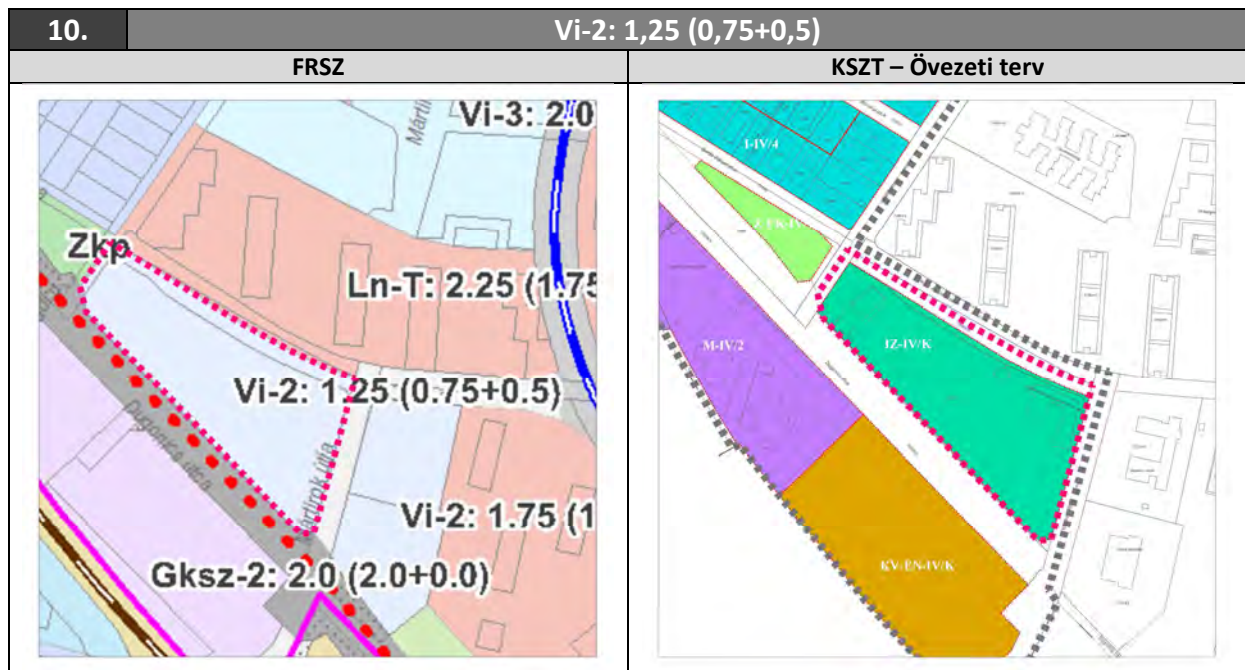 10.
Vi-2: 1,25 (0,75+0,5)
FRSZ
KSZT – Övezeti terv
Vi-3: 2.0
Zkp
Ln-T: 2.25 (1.75
Vi-2: 1.25 (0.75+0.5)
Dugonics utca
Mártírok útja
Vi-2: 1.75 (1
Gksz-2: 2.0 (2.0+0.0)
I-IV/4
M-IV/2
IZ-IV/K
KV-EN-IV/K